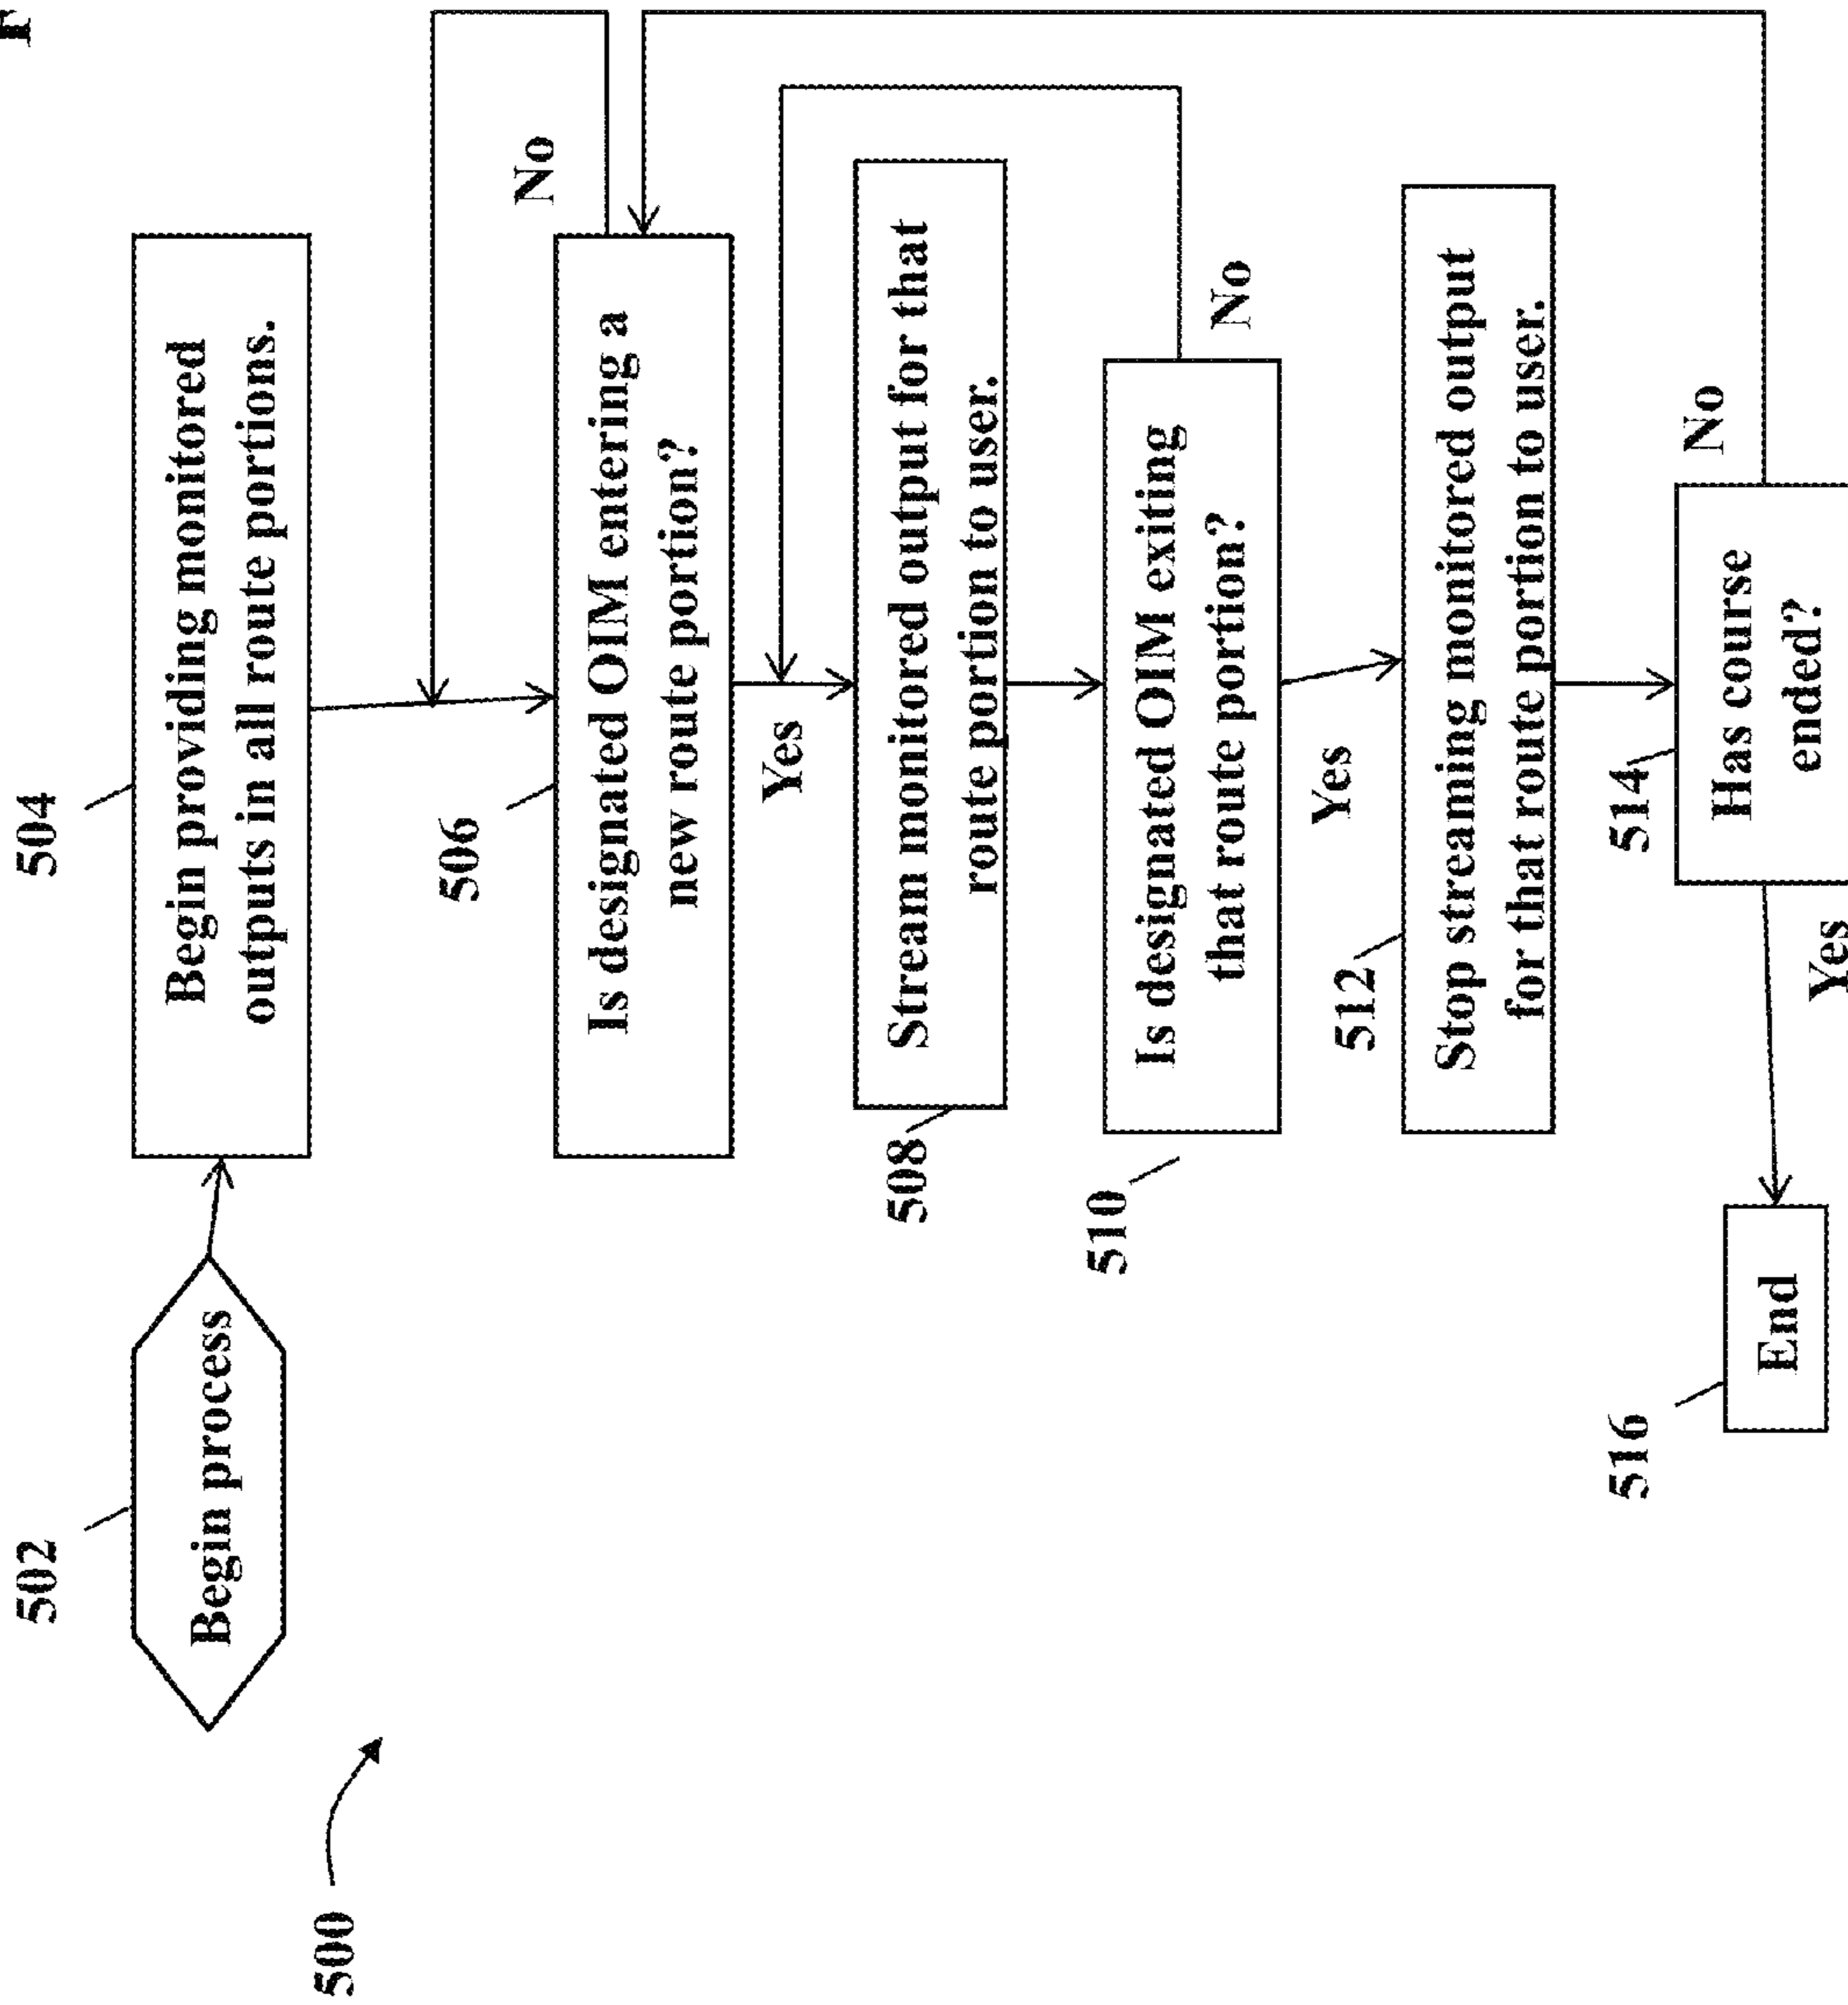 500
502
Begin process
504
Begin providing monitored
outputs in all route portions.
506
Is designated OIM entering a
new route portion?
No
Yes
508
Stream monitored output for that
route portion to user.
510
Is designated OIM exiting
that route portion?
No
Yes
512
Stop streaming monitored output
for that route portion to user.
514
Has course
ended?
No
Yes
516
End